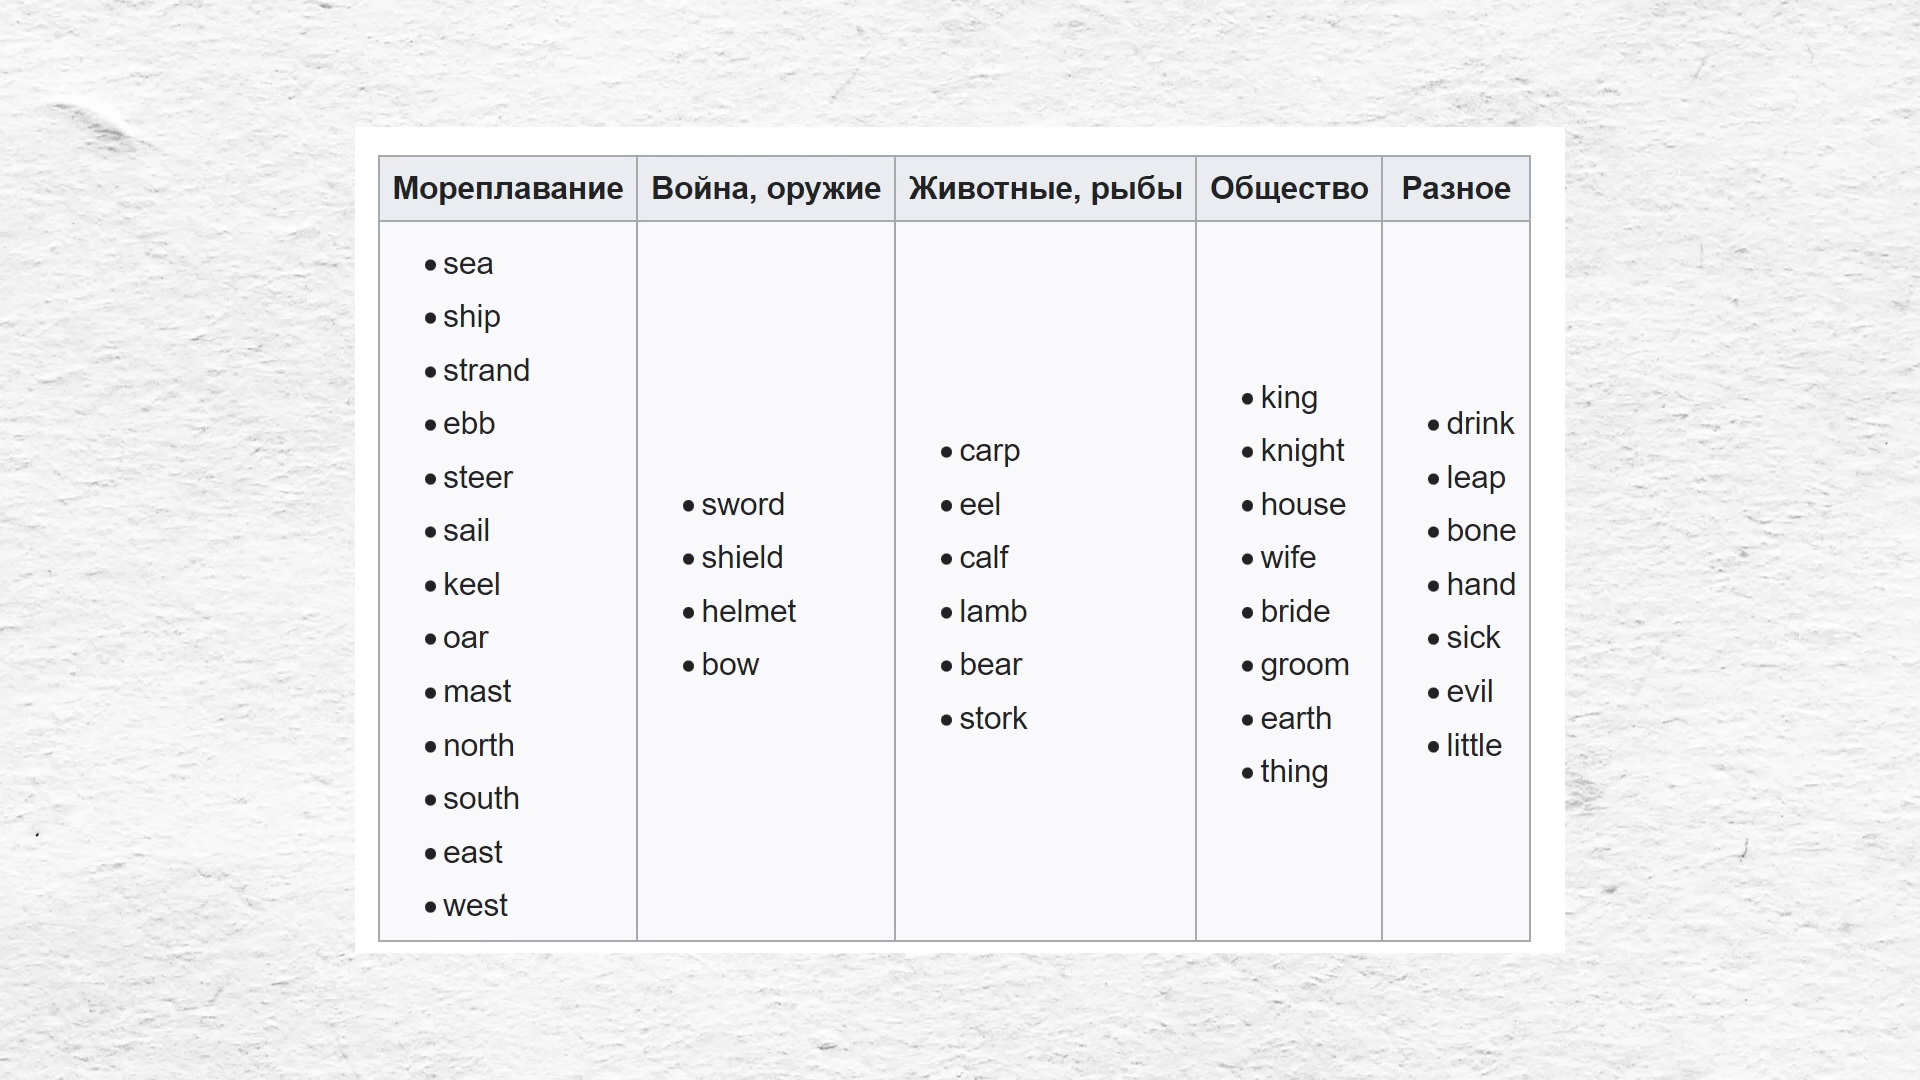 Мореплавание
Война, оружие
Животные, рыбы
Общество
Разное
• sea
• ship
• strand
• ebb
• steer
• sail
• keel
• oar
• mast
• north
• south
• east
• west
• sword
• shield
• helmet
• bow
• carp
• eel
• calf
• lamb
• bear
• stork
• king
• knight
• house
• wife
• bride
• groom
• earth
• thing
• drink
• leap
• bone
• hand
• sick
• evil
• little